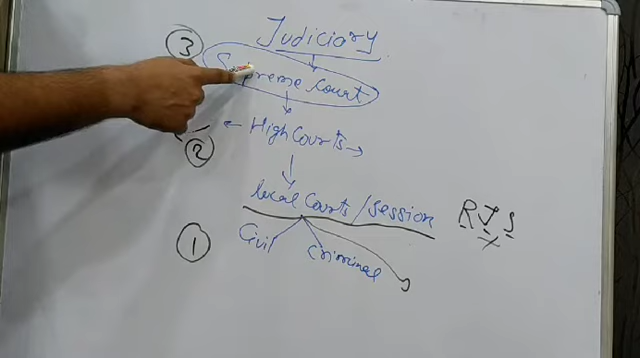 Judiciary
3 Supreme Court
2 High Courts
Local Courts / Session RJS
1 Civil Criminal